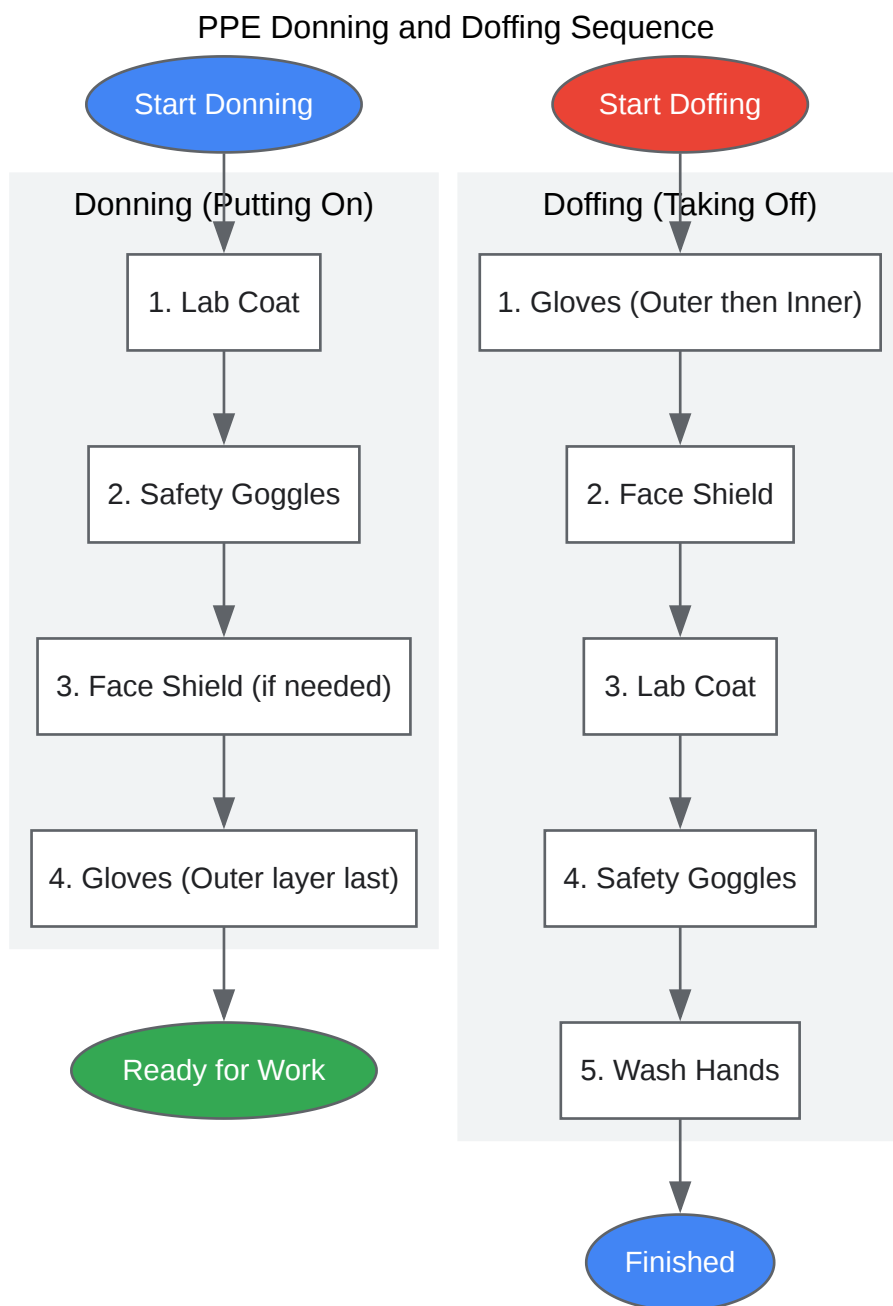 PPE Donning and Doffing Sequence
Start Donning
Donning (Putting On)
1. Lab Coat
2. Safety Goggles
3. Face Shield (if needed)
4. Gloves (Outer layer last)
Ready for Work
Start Doffing
Doffing (Taking Off)
1. Gloves (Outer then Inner)
2. Face Shield
3. Lab Coat
4. Safety Goggles
5. Wash Hands
Finished